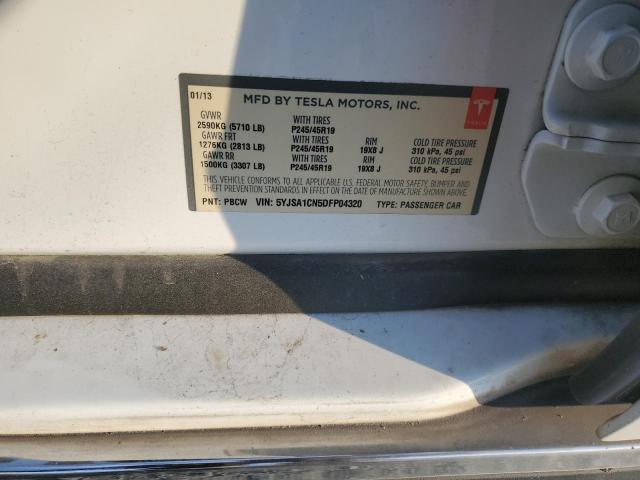 01/13 MFD BY TESLA MOTORS, INC.
GVWR WITH TIRES
2590KG (5710 LB) P245/45R19
GAWR FRT WITH TIRES RIM COLD TIRE PRESSURE
1276KG (2813 LB) P245/45R19 19X8 J 310 kPa, 45 psi
GAWR RR WITH TIRES RIM COLD TIRE PRESSURE
1500KG (3307 LB) P245/45R19 19X8 J 310 kPa, 45 psi
THIS VEHICLE CONFORMS TO ALL APPLICABLE U.S. FEDERAL MOTOR SAFETY, BUMPER AND
THEFT PREVENTION STANDARDS IN EFFECT ON THE DATE OF MANUFACTURE SHOWN ABOVE.
PNT: PBCW VIN: 5YJSA1CN5DFP04320 TYPE: PASSENGER CAR
TESLA